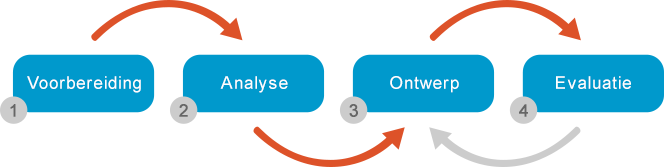 Voorbereiding
1
Analyse
2
Ontwerp
3
Evaluatie
4